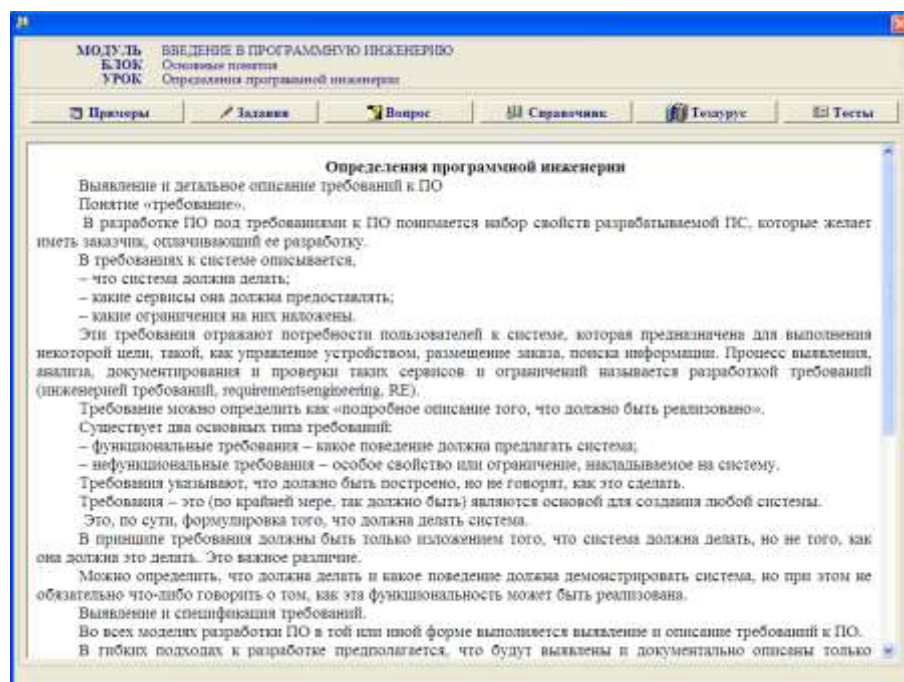 МОДУЛЬ ВВЕДЕНИЕ В ПРОГРАММНУЮ ИНЖЕНЕРИЮ
БЛОК Основные понятия
УРОК Определения программной инженерии
Примеры Задания Вопрос Справочник Тезаурус Тесты
Определения программной инженерии
Выявление и детальное описание требований к ПО
Понятие «требование».
В разработке ПО под требованиями к ПО понимается набор свойств разрабатываемой ПС, которые желает
иметь заказчик, оплачивающий ее разработку.
В требованиях к системе описывается,
– что система должна делать;
– какие сервисы она должна предоставлять;
– какие ограничения на них наложены.
Эти требования отражают потребности пользователей к системе, которая предназначена для выполнения
некоторой цели, такой, как управление устройством, размещение заказа, поиска информации. Процесс выявления,
анализа, документирования и проверки таких сервисов и ограничений называется разработкой требований
(инженерией требований, requirementsengineering, RE).
Требование можно определить как «подробное описание того, что должно быть реализовано».
Существует два основных типа требований:
– функциональные требования – какое поведение должна предлагать система;
– нефункциональные требования – особое свойство или ограничение, накладываемое на систему.
Требования указывают, что должно быть построено, но не говорят, как это сделать.
Требования – это (по крайней мере, так должно быть) являются основой для создания любой системы.
Это, по сути, формулировка того, что должна делать система.
В принципе требования должны быть только изложением того, что система должна делать, но не того, как
она должна это делать. Это важное различие.
Можно определить, что должна делать и какое поведение должна демонстрировать система, но при этом не
обязательно что-либо говорить о том, как эта функциональность может быть реализована.
Выявление и спецификация требований.
Во всех моделях разработки ПО в той или иной форме выполняется выявление и описание требований к ПО.
В гибких подходах к разработке предполагается, что будут выявлены и документально описаны только